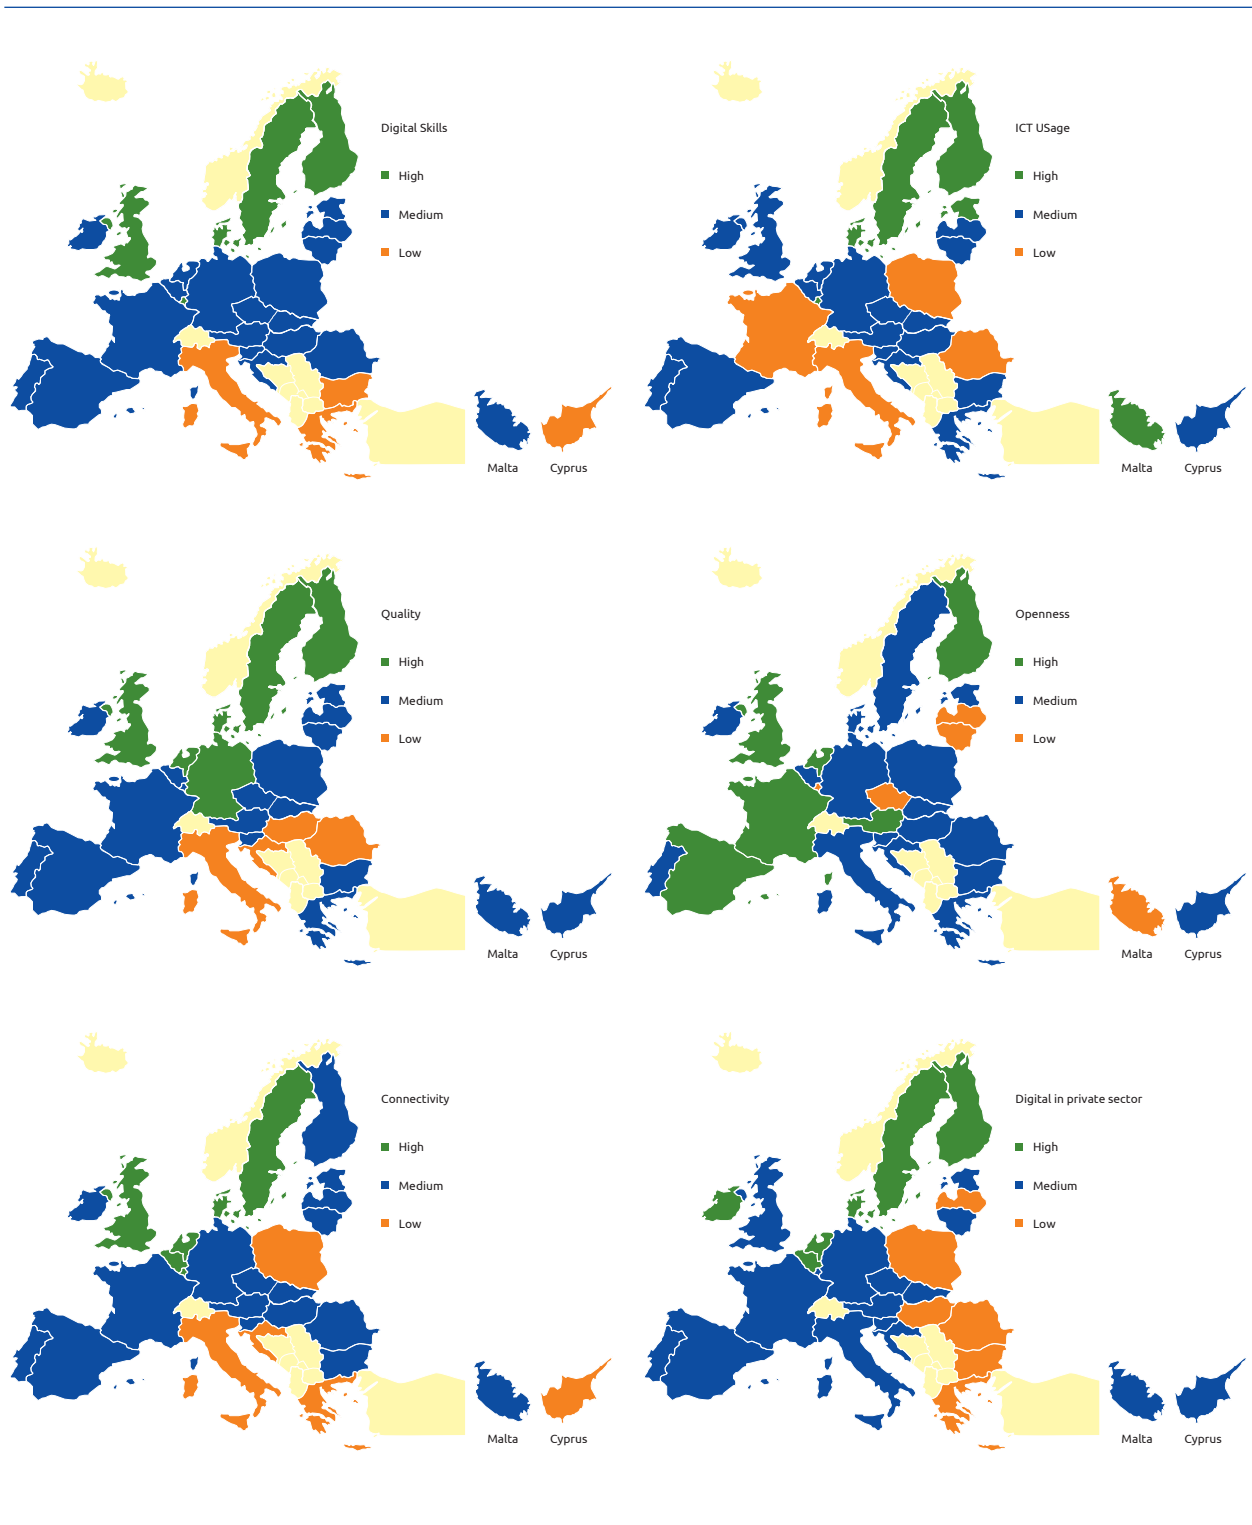 Digital Skills
High
Medium
Low
Malta Cyprus
ICT USage
High
Medium
Low
Malta Cyprus
Quality
High
Medium
Low
Malta Cyprus
Openness
High
Medium
Low
Malta Cyprus
Connectivity
High
Medium
Low
Malta Cyprus
Digital in private sector
High
Medium
Low
Malta Cyprus